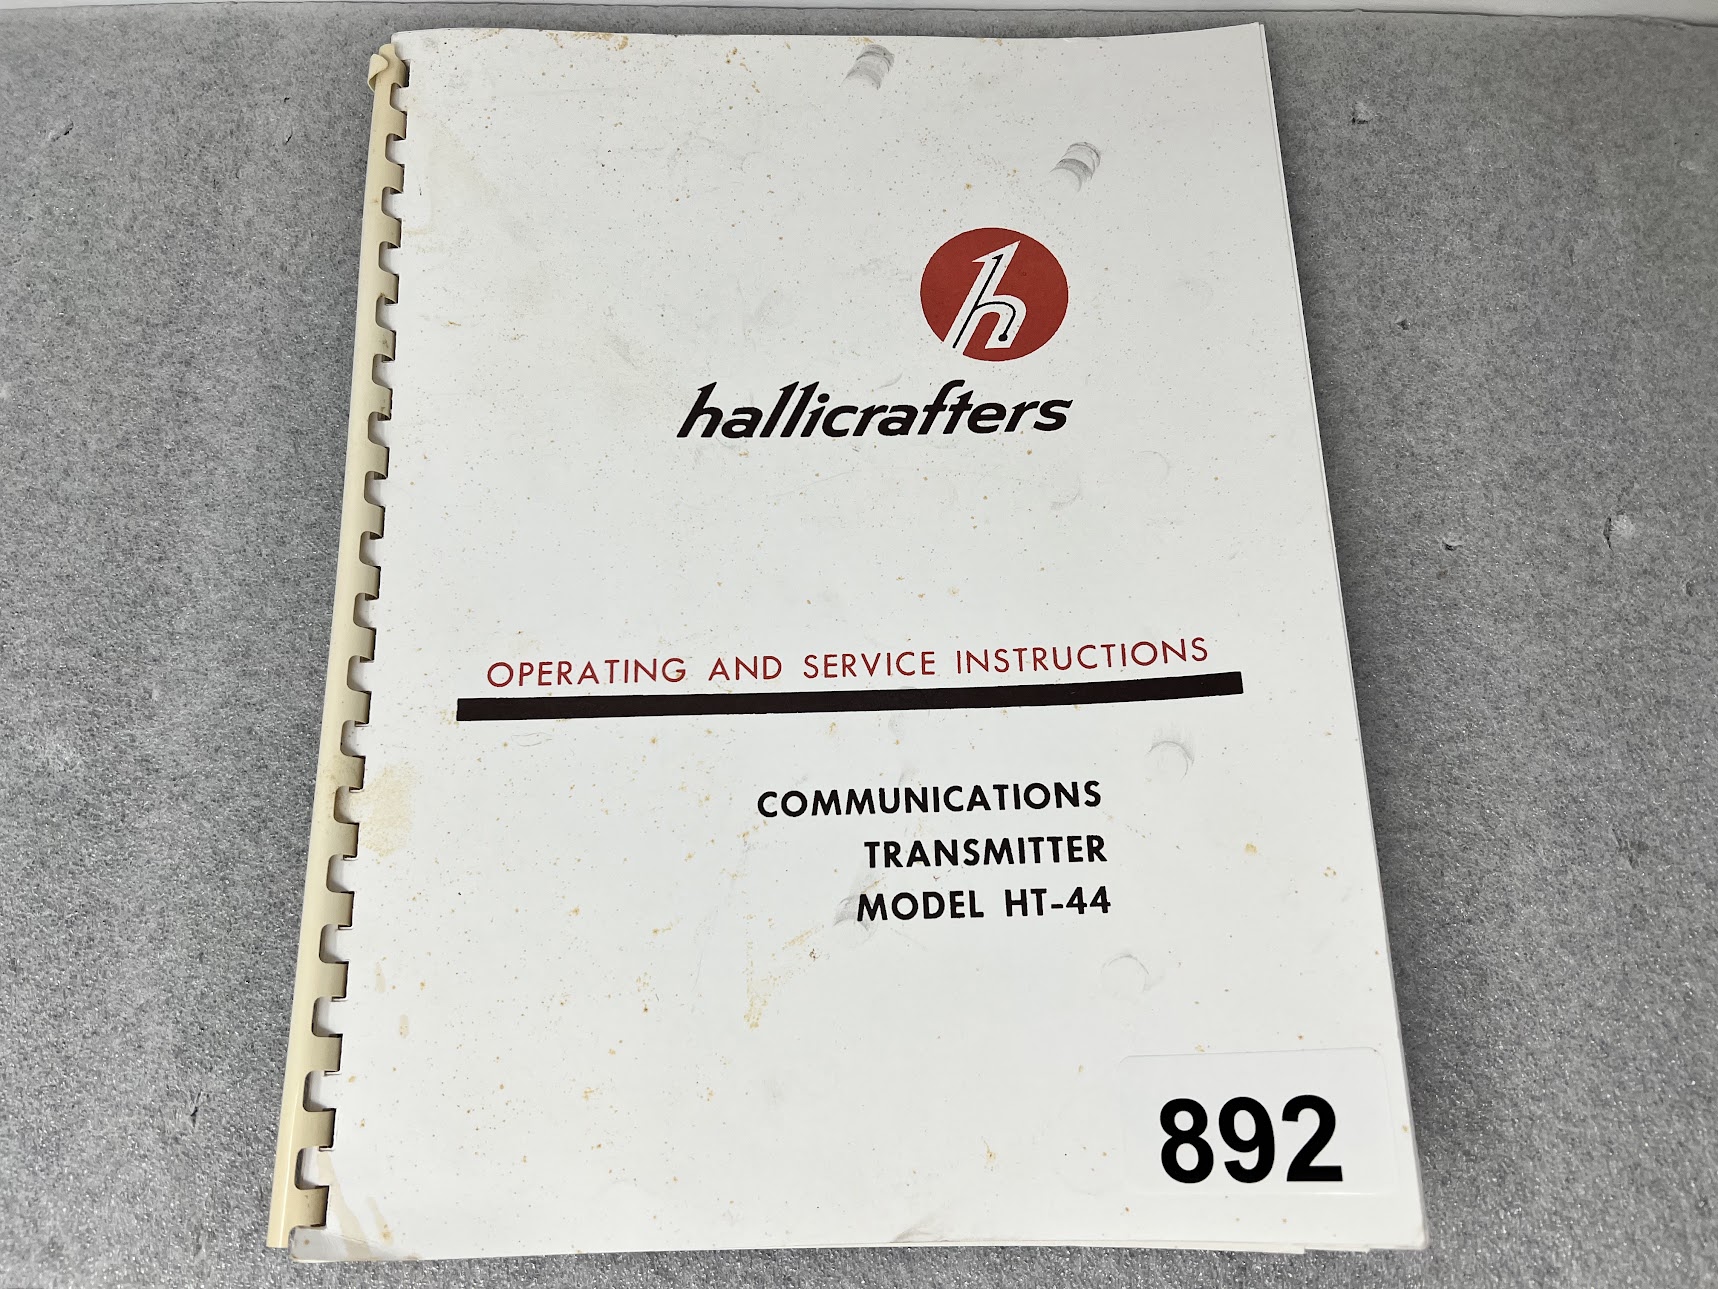 h
hallicrafters
OPERATING AND SERVICE INSTRUCTIONS
COMMUNICATIONS
TRANSMITTER
MODEL HT-44
892